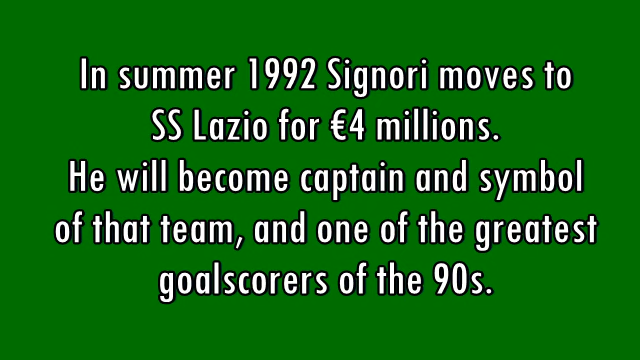 In summer 1992 Signori moves to
SS Lazio for €4 millions.
He will become captain and symbol
of that team, and one of the greatest
goalscorers of the 90s.